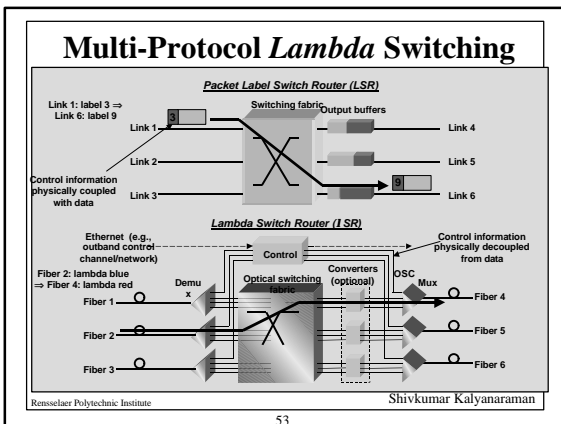 Multi-Protocol Lambda Switching
Packet Label Switch Router (LSR)
Link 1: label 3 ⇒
Link 6: label 9
3
Switching fabric
Output buffers
Link 1
Link 4
Link 2
Link 5
Control information
physically coupled
with data
Link 3
9
Link 6
Lambda Switch Router (lSR)
Ethernet (e.g.,
outband control
channel/network)
Control
Control information
physically decoupled
from data
Fiber 2: lambda blue
⇒ Fiber 4: lambda red
Demu
x
Optical switching
fabric
Converters
(optional)
OSC
Mux
Fiber 1
Fiber 4
Fiber 2
Fiber 5
Fiber 3
Fiber 6
Rensselaer Polytechnic Institute
Shivkumar Kalyanaraman
53